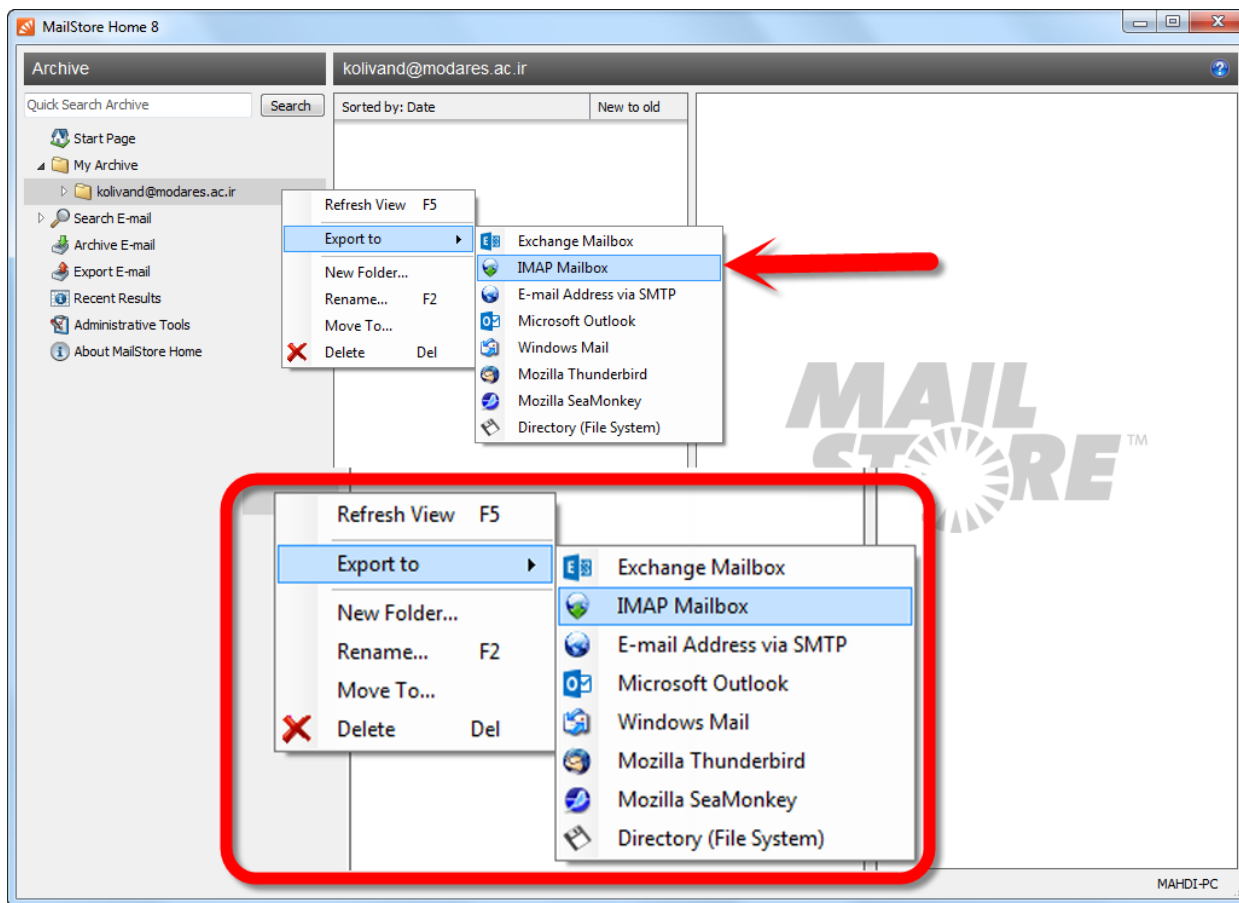 MailStore Home 8
Archive
kolivand@modares.ac.ir
Quick Search Archive
Search
Sorted by: Date
New to old
Start Page
My Archive
kolivand@modares.ac.ir
Search E-mail
Archive E-mail
Export E-mail
Recent Results
Administrative Tools
About MailStore Home
Refresh View F5
Export to
New Folder...
Rename... F2
Move To...
Delete Del
Exchange Mailbox
IMAP Mailbox
E-mail Address via SMTP
Microsoft Outlook
Windows Mail
Mozilla Thunderbird
Mozilla SeaMonkey
Directory (File System)
MAIL
STORE™
Refresh View F5
Export to
New Folder...
Rename... F2
Move To...
Delete Del
Exchange Mailbox
IMAP Mailbox
E-mail Address via SMTP
Microsoft Outlook
Windows Mail
Mozilla Thunderbird
Mozilla SeaMonkey
Directory (File System)
MAHDI-PC